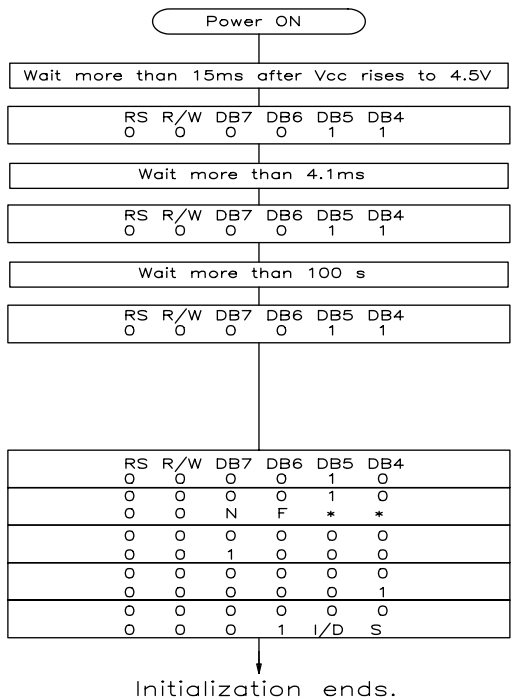 Power ON
Wait more than 15ms after Vcc rises to 4.5V
RS R/W DB7 DB6 DB5 DB4
0 0 0 0 1 1
Wait more than 4.1ms
RS R/W DB7 DB6 DB5 DB4
0 0 0 0 1 1
Wait more than 100 s
RS R/W DB7 DB6 DB5 DB4
0 0 0 0 1 1
RS R/W DB7 DB6 DB5 DB4
0 0 0 0 1 0
0 0 0 0 1 0
0 0 N F * *
0 0 0 0 0 0
0 0 1 0 0 0
0 0 0 0 0 0
0 0 0 0 0 1
0 0 0 0 0 0
0 0 0 1 I/D S
Initialization ends.